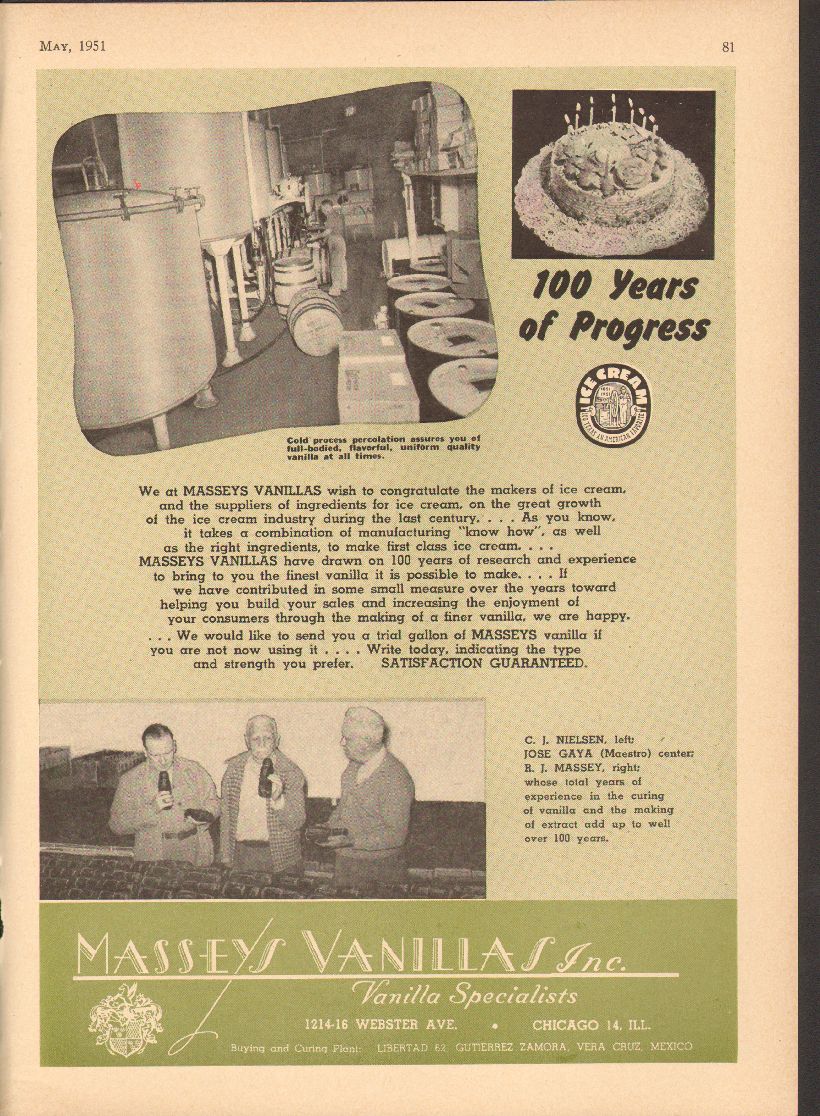 MAY, 1951
81
100 Years
of Progress
ICE CREAM
1851
1951
100 YEARS AN AMERICAN FAVORITE
Cold process percolation assures you of
full-bodied, flavorful, uniform quality
vanilla at all times.
We at MASSEYS VANILLAS wish to congratulate the makers of ice cream,
and the suppliers of ingredients for ice cream, on the great growth
of the ice cream industry during the last century. . . . As you know,
it takes a combination of manufacturing "know how", as well
as the right ingredients, to make first class ice cream. . . .
MASSEYS VANILLAS have drawn on 100 years of research and experience
to bring to you the finest vanilla it is possible to make. . . . If
we have contributed in some small measure over the years toward
helping you build your sales and increasing the enjoyment of
your consumers through the making of a finer vanilla, we are happy.
. . . We would like to send you a trial gallon of MASSEYS vanilla if
you are not now using it . . . . Write today, indicating the type
and strength you prefer. SATISFACTION GUARANTEED.
C. J. NIELSEN, left;
JOSE GAYA (Maestro) center;
R. J. MASSEY, right;
whose total years of
experience in the curing
of vanilla and the making
of extract add up to well
over 100 years.
MASSEYS VANILLAS Inc.
Vanilla Specialists
1214-16 WEBSTER AVE. • CHICAGO 14, ILL.
Buying and Curing Plant: LIBERTAD 62, GUTIERREZ ZAMORA, VERA CRUZ, MEXICO